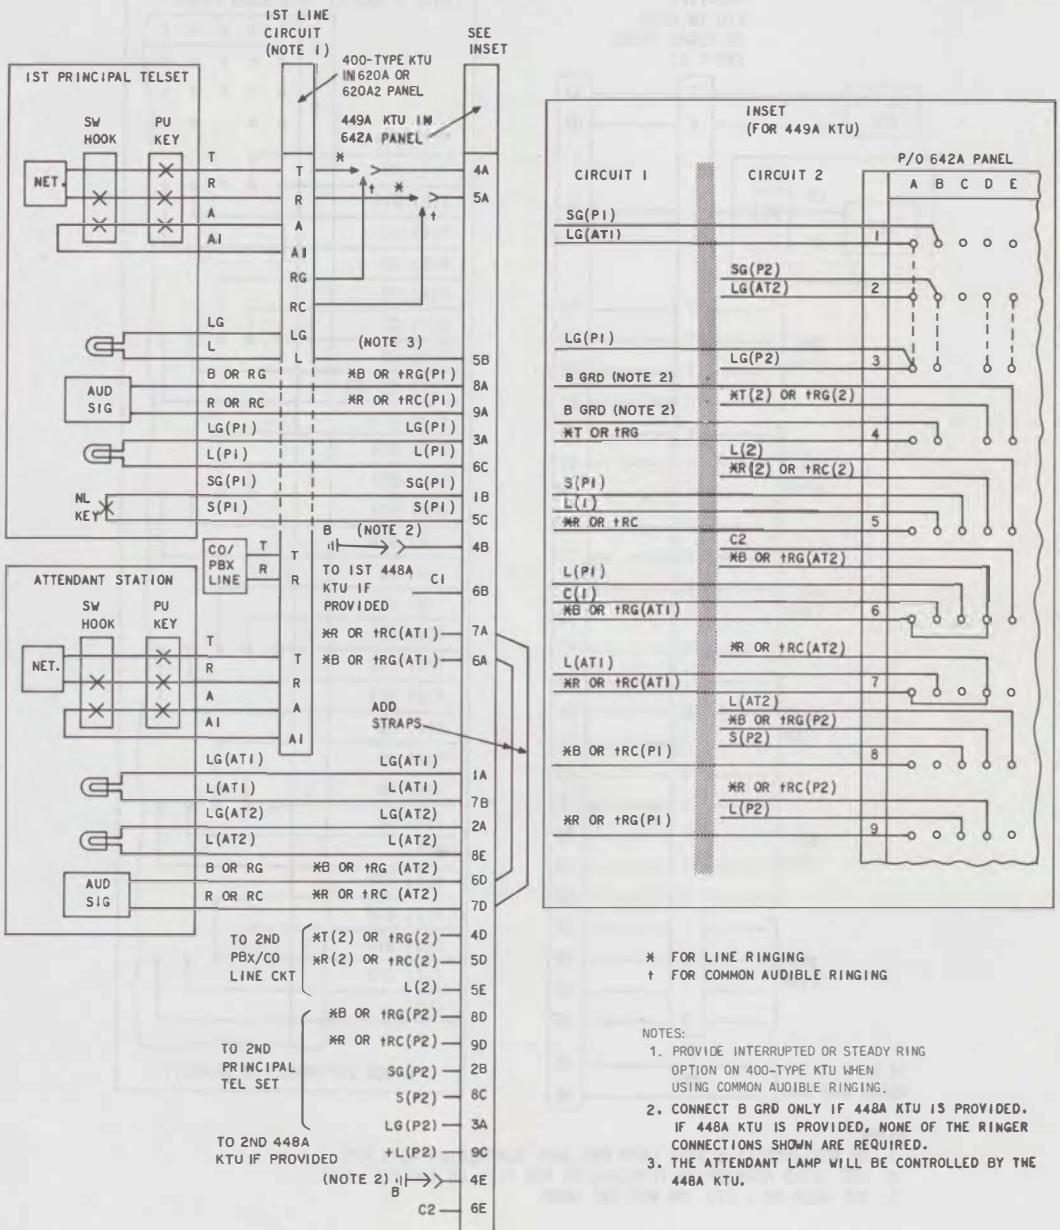 1ST LINE
CIRCUIT
(NOTE 1)
SEE
INSET
400-TYPE KTU
IN 620A OR
620A2 PANEL
449A KTU IN
642A PANEL
1ST PRINCIPAL TELSET
SW
HOOK
PU
KEY
NET.
T
R
A
A1
T
R
A
A1
RG
RC
LG
L
*
†
*
†
4A
5A
LG
L
(NOTE 3)
5B
AUD
SIG
B OR RG
*B OR †RG(P1)
8A
R OR RC
*R OR †RC(P1)
9A
LG(P1)
LG(P1)
3A
L(P1)
L(P1)
6C
SG(P1)
SG(P1)
1B
NL
KEY
S(P1)
S(P1)
5C
CO/
PBX
LINE
T
R
T
R
B
(NOTE 2)
4B
TO 1ST 448A
KTU IF
PROVIDED
C1
6B
ATTENDANT STATION
SW
HOOK
PU
KEY
NET.
T
R
A
A1
T
R
A
A1
*R OR †RC(AT1)
7A
*B OR †RG(AT1)
6A
ADD
STRAPS
LG(AT1)
LG(AT1)
1A
L(AT1)
L(AT1)
7B
LG(AT2)
LG(AT2)
2A
L(AT2)
L(AT2)
8E
AUD
SIG
B OR RG
*B OR †RG (AT2)
6D
R OR RC
*R OR †RC (AT2)
7D
TO 2ND
PBX/CO
LINE CKT
*T(2) OR †RG(2)
4D
*R(2) OR †RC(2)
5D
L(2)
5E
TO 2ND
PRINCIPAL
TEL SET
*B OR †RG(P2)
8D
*R OR †RC(P2)
9D
SG(P2)
2B
S(P2)
8C
LG(P2)
3A
TO 2ND 448A
KTU IF PROVIDED
+L(P2)
9C
(NOTE 2)
B
4E
C2
6E
INSET
(FOR 449A KTU)
CIRCUIT 1
CIRCUIT 2
P/O 642A PANEL
A B C D E
SG(P1)
LG(AT1)
1
SG(P2)
LG(AT2)
2
LG(P1)
LG(P2)
3
B GRD (NOTE 2)
*T(2) OR †RG(2)
B GRD (NOTE 2)
*T OR †RG
4
L(2)
*R(2) OR †RC(2)
S(P1)
L(1)
*R OR †RC
5
C2
*B OR †RG(AT2)
L(P1)
C(1)
*B OR †RG(AT1)
6
*R OR †RC(AT2)
L(AT1)
*R OR †RC(AT1)
7
L(AT2)
*B OR †RG(P2)
S(P2)
*B OR †RC(P1)
8
*R OR †RC(P2)
L(P2)
*R OR †RG(P1)
9
* FOR LINE RINGING
† FOR COMMON AUDIBLE RINGING
NOTES:
1. PROVIDE INTERRUPTED OR STEADY RING
OPTION ON 400-TYPE KTU WHEN
USING COMMON AUDIBLE RINGING.
2. CONNECT B GRD ONLY IF 448A KTU IS PROVIDED.
IF 448A KTU IS PROVIDED, NONE OF THE RINGER
CONNECTIONS SHOWN ARE REQUIRED.
3. THE ATTENDANT LAMP WILL BE CONTROLLED BY THE
448A KTU.